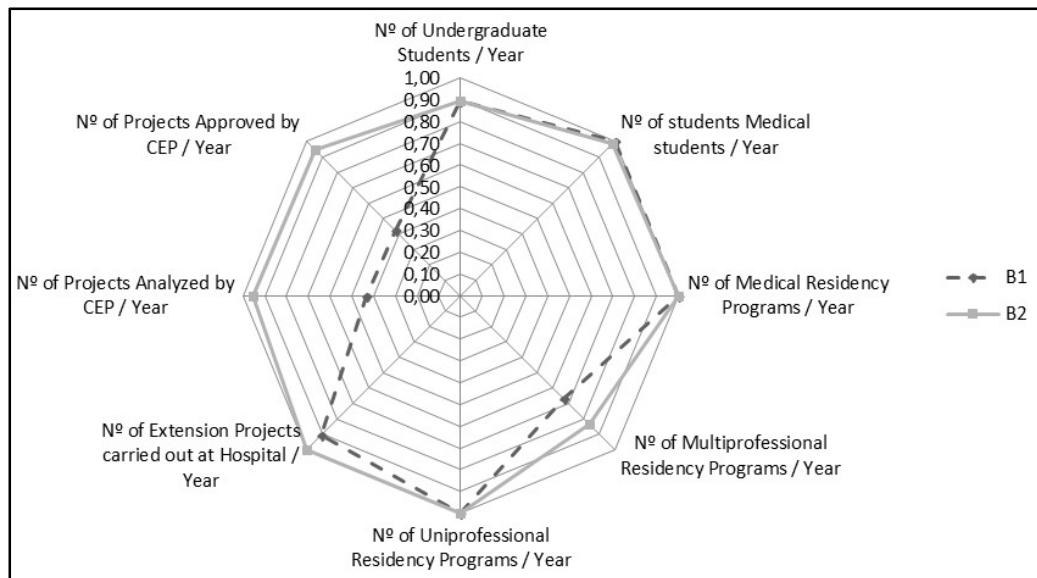 Nº of Undergraduate
Students / Year
1,00
0,90
0,80
0,70
0,60
0,50
0,40
0,30
0,20
0,10
0,00
Nº of students Medical
students / Year
Nº of Medical Residency
Programs / Year
Nº of Multiprofessional
Residency Programs / Year
Nº of Uniprofessional
Residency Programs / Year
Nº of Extension Projects
carried out at Hospital /
Year
Nº of Projects Analyzed by
CEP / Year
Nº of Projects Approved by
CEP / Year
B1
B2